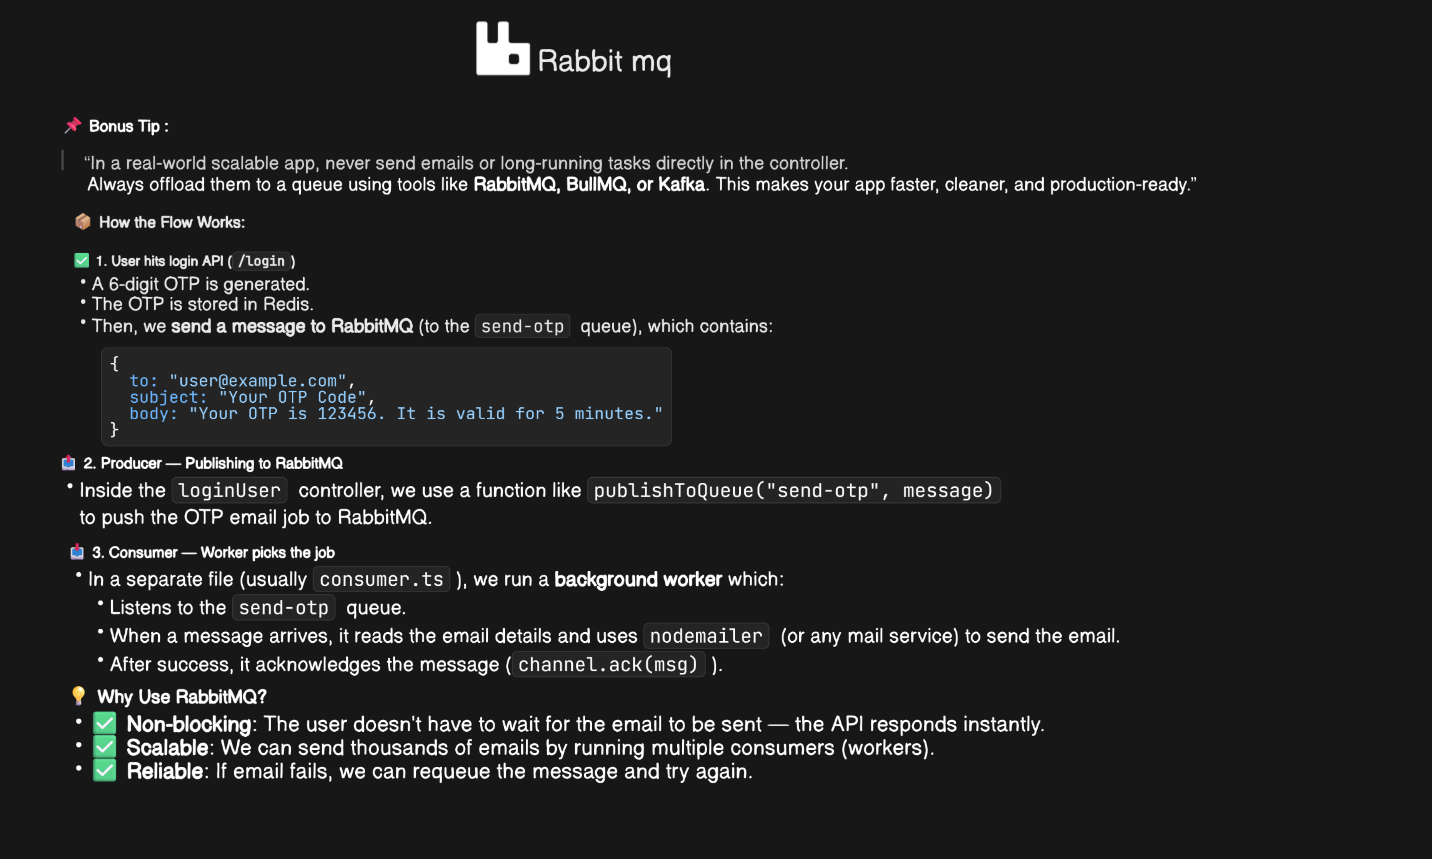 Rabbit mq
📌 Bonus Tip :
“In a real-world scalable app, never send emails or long-running tasks directly in the controller.
Always offload them to a queue using tools like RabbitMQ, BullMQ, or Kafka. This makes your app faster, cleaner, and production-ready.”
📦 How the Flow Works:
✅ 1. User hits login API ( /login )
• A 6-digit OTP is generated.
• The OTP is stored in Redis.
• Then, we send a message to RabbitMQ (to the send-otp queue), which contains:
{
to: "user@example.com",
subject: "Your OTP Code",
body: "Your OTP is 123456. It is valid for 5 minutes."
}
📤 2. Producer — Publishing to RabbitMQ
• Inside the loginUser controller, we use a function like publishToQueue("send-otp", message)
to push the OTP email job to RabbitMQ.
📥 3. Consumer — Worker picks the job
• In a separate file (usually consumer.ts ), we run a background worker which:
• Listens to the send-otp queue.
• When a message arrives, it reads the email details and uses nodemailer (or any mail service) to send the email.
• After success, it acknowledges the message ( channel.ack(msg) ).
💡 Why Use RabbitMQ?
• ✅ Non-blocking: The user doesn't have to wait for the email to be sent — the API responds instantly.
• ✅ Scalable: We can send thousands of emails by running multiple consumers (workers).
• ✅ Reliable: If email fails, we can requeue the message and try again.